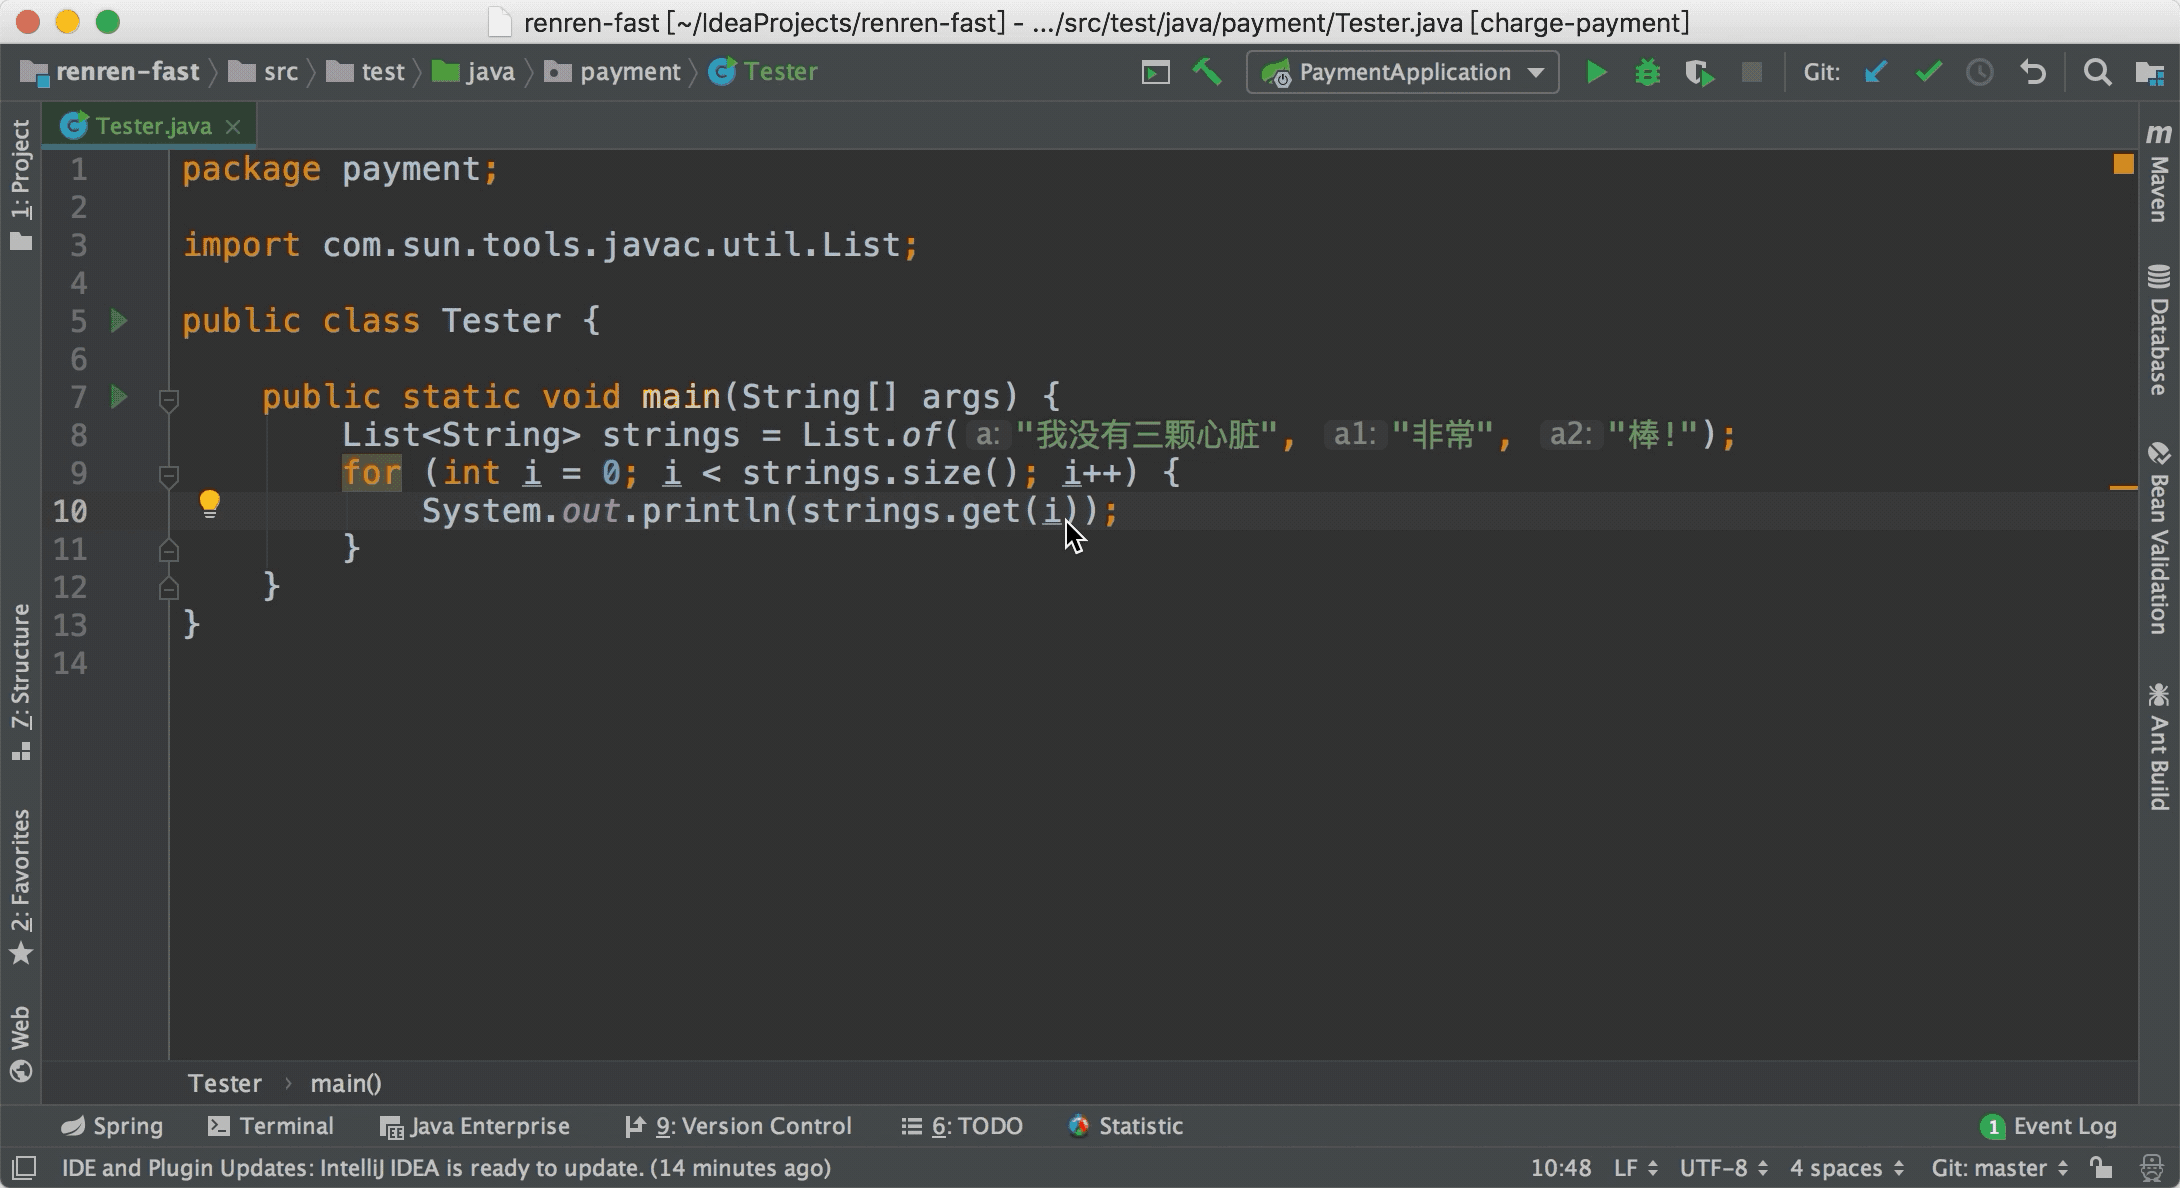 renren-fast [~/IdeaProjects/renren-fast] - .../src/test/java/payment/Tester.java [charge-payment]
renren-fast src test java payment Tester PaymentApplication Git:
Tester.java
1: Project
7: Structure
2: Favorites
Web
1 package payment;
2
3 import com.sun.tools.javac.util.List;
4
5 public class Tester {
6
7 public static void main(String[] args) {
8 List<String> strings = List.of( a: "我没有三颗心脏", a1: "非常", a2: "棒!");
9 for (int i = 0; i < strings.size(); i++) {
10 System.out.println(strings.get(i));
11 }
12 }
13 }
14
Maven
Database
Bean Validation
Ant Build
Tester › main()
Spring Terminal Java Enterprise 9: Version Control 6: TODO Statistic 1 Event Log
IDE and Plugin Updates: IntelliJ IDEA is ready to update. (14 minutes ago) 10:48 LF UTF-8 4 spaces Git: master